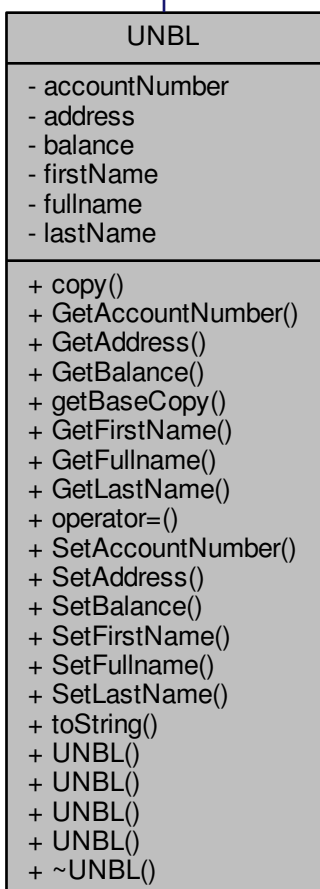 UNBL
- accountNumber
- address
- balance
- firstName
- fullname
- lastName
+ copy()
+ GetAccountNumber()
+ GetAddress()
+ GetBalance()
+ getBaseCopy()
+ GetFirstName()
+ GetFullname()
+ GetLastName()
+ operator=()
+ SetAccountNumber()
+ SetAddress()
+ SetBalance()
+ SetFirstName()
+ SetFullname()
+ SetLastName()
+ toString()
+ UNBL()
+ UNBL()
+ UNBL()
+ UNBL()
+ ~UNBL()